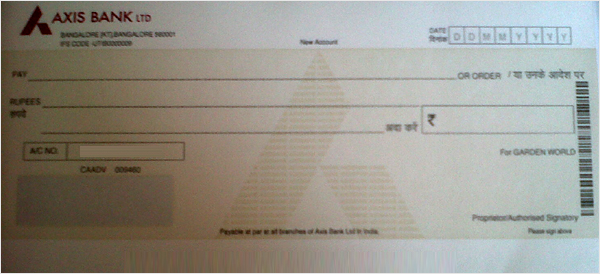 AXIS BANK LTD
BANGALORE [KT], BANGALORE 560001
IFS CODE -UTIB0000009
New Account
DATE
दिनांक
D D M M Y Y Y Y
PAY
OR ORDER / या उनके आदेश पर
RUPEES
रुपये
अदा करें
₹
A/C NO.
For GARDEN WORLD
CAADV 009460
Proprietor/Authorised Signatory
Payable at par at all branches of Axis Bank Ltd in India.
Please sign above